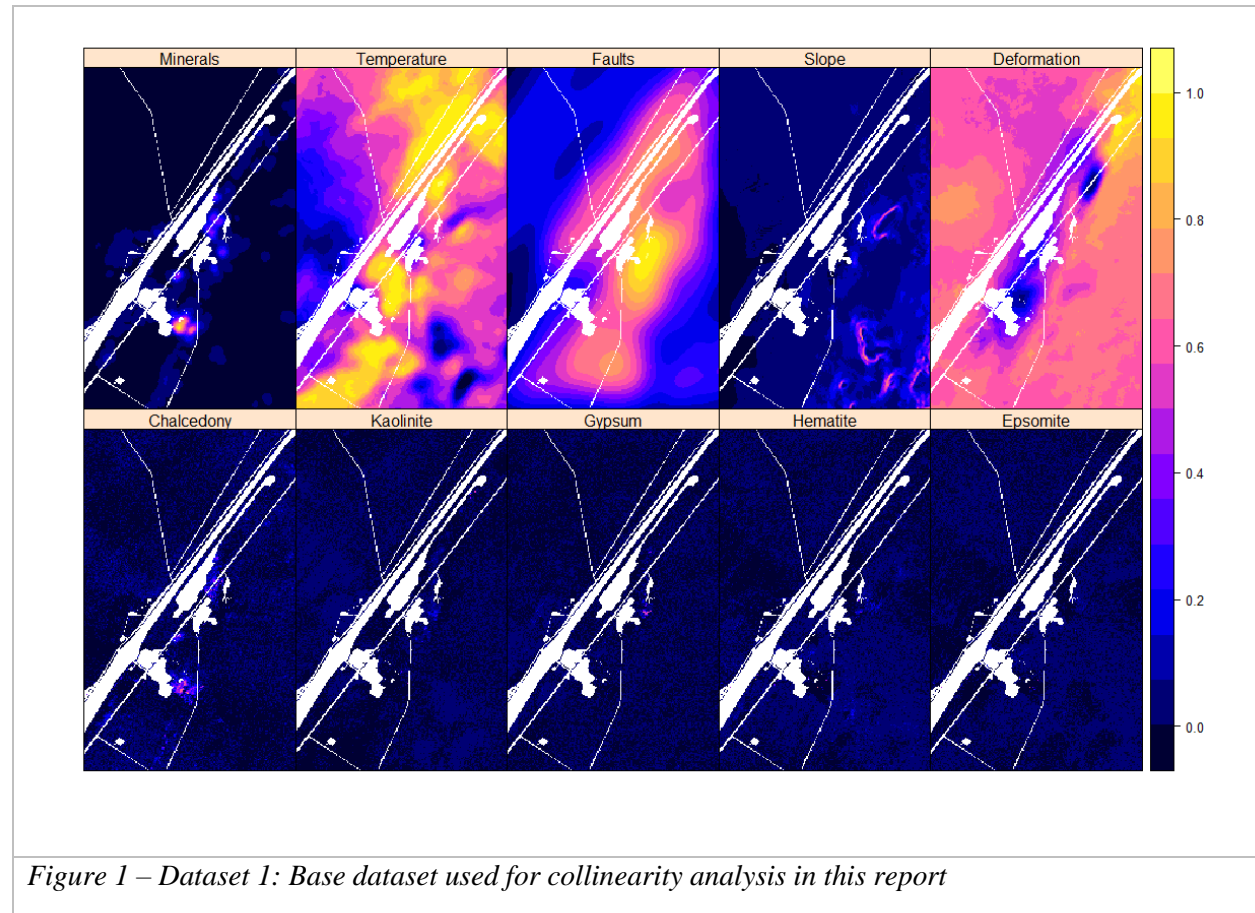 Minerals Temperature Faults Slope Deformation
1.0
0.8
0.6
Chalcedony Kaolinite Gypsum Hematite Epsomite
0.4
0.2
0.0
Figure 1 – Dataset 1: Base dataset used for collinearity analysis in this report